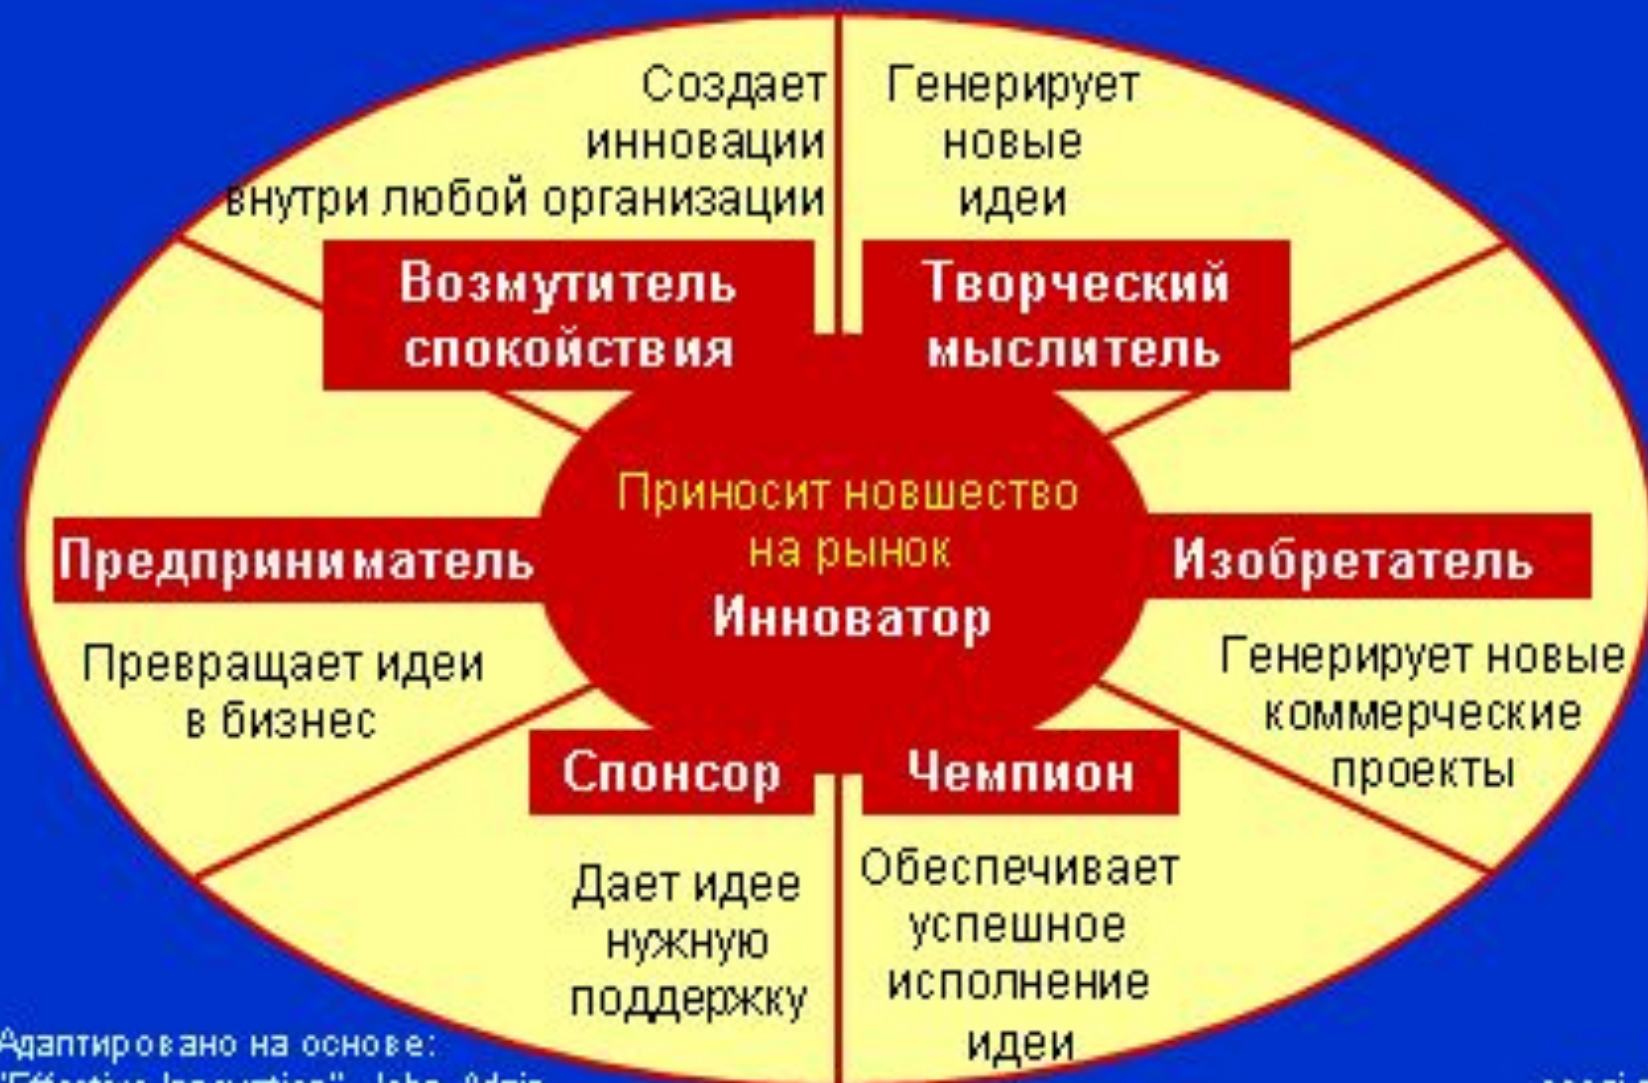 Создает
инновации
внутри любой организации
Генерирует
новые
идеи
Возмутитель
спокойствия
Творческий
мыслитель
Приносит новшество
на рынок
Инноватор
Предприниматель
Превращает идеи
в бизнес
Изобретатель
Генерирует новые
коммерческие
проекты
Спонсор
Дает идее
нужную
поддержку
Чемпион
Обеспечивает
успешное
исполнение
идеи
Адаптировано на основе:
"Effective Innovation"